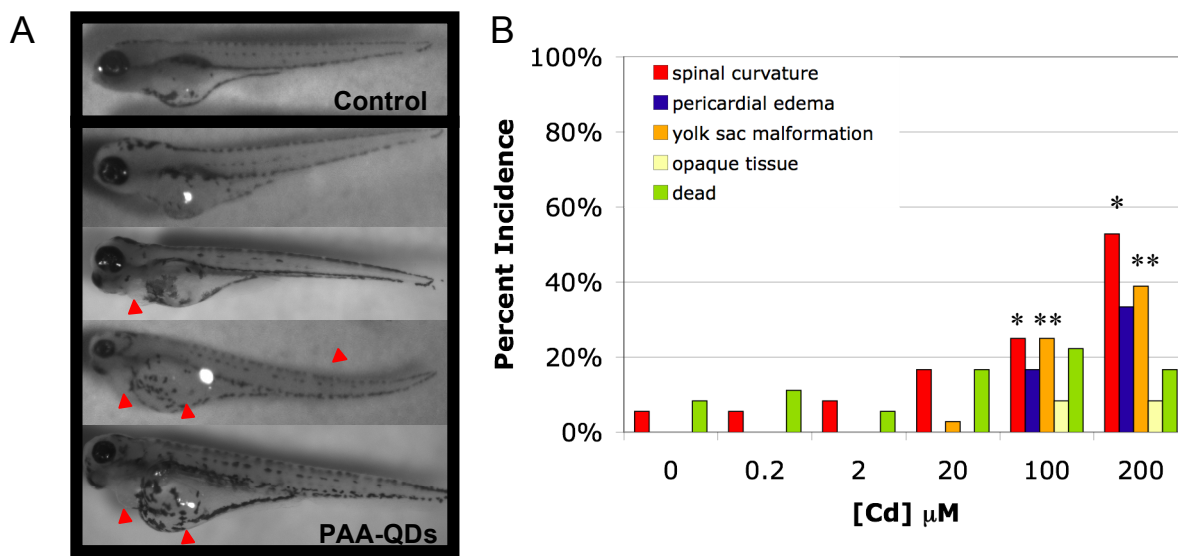 A
Control
PAA-QDs
B
Percent Incidence
100%
80%
60%
40%
20%
0%
spinal curvature
pericardial edema
yolk sac malformation
opaque tissue
dead
* **
*
**
0 0.2 2 20 100 200
[Cd] μM